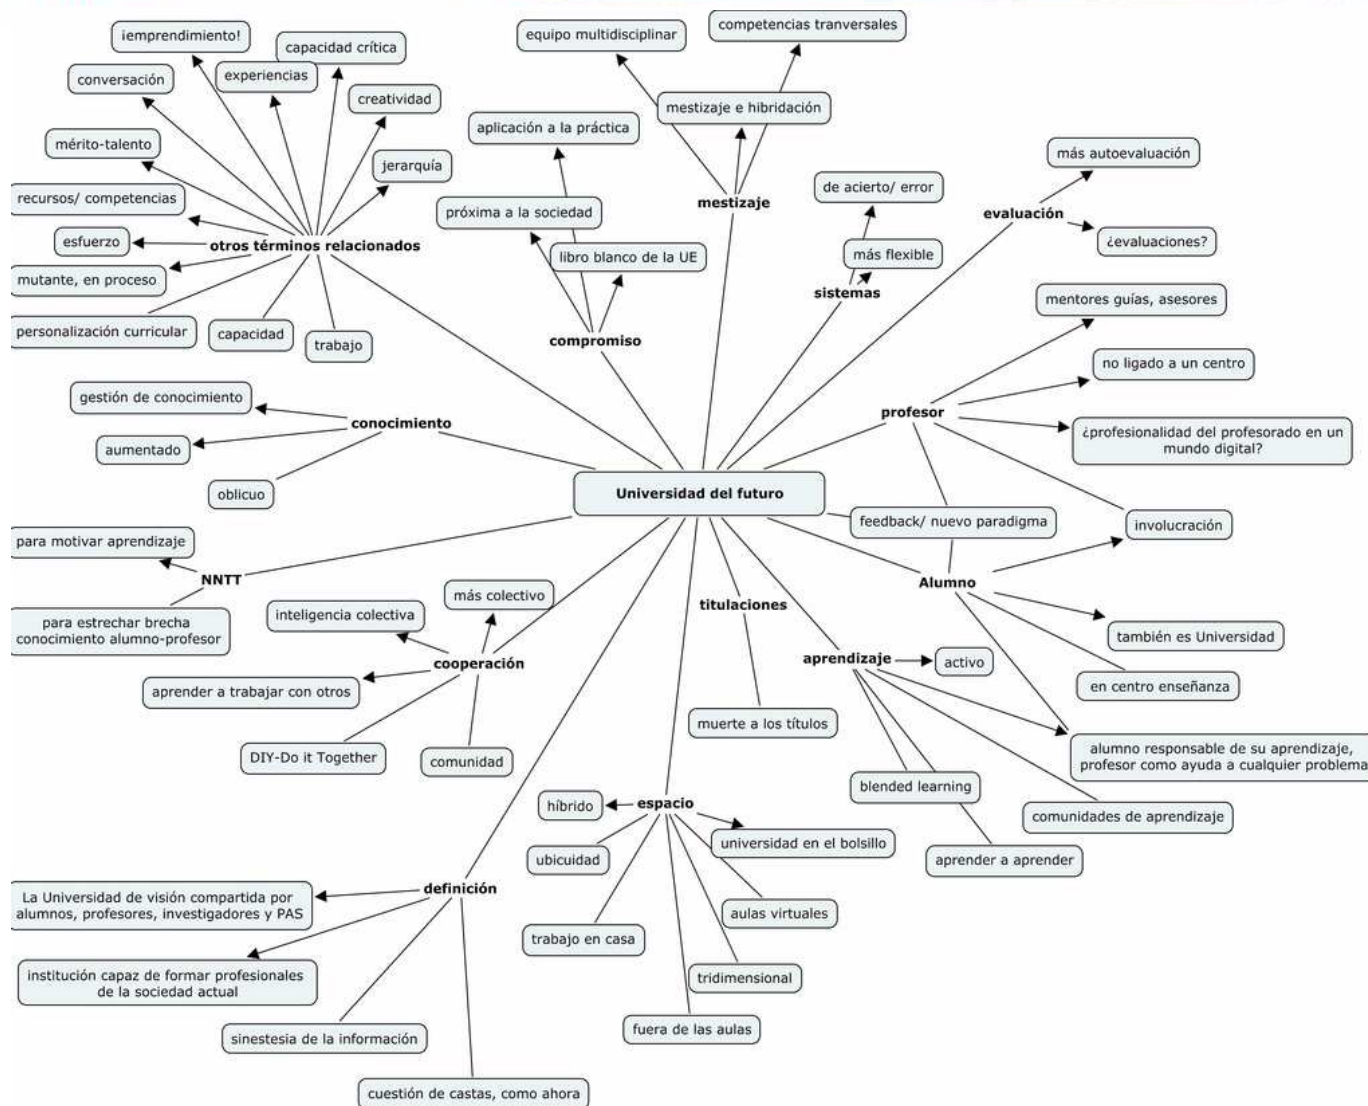 ¡emprendimiento!
capacidad crítica
conversación
experiencias
creatividad
mérito-talento
jerarquía
recursos/ competencias
esfuerzo
otros términos relacionados
mutante, en proceso
personalización curricular
capacidad
trabajo
equipo multidisciplinar
competencias tranversales
mestizaje e hibridación
mestizaje
aplicación a la práctica
próxima a la sociedad
libro blanco de la UE
compromiso
de acierto/ error
más flexible
sistemas
más autoevaluación
evaluación
¿evaluaciones?
mentores guías, asesores
no ligado a un centro
profesor
¿profesionalidad del profesorado en un
mundo digital?
gestión de conocimiento
conocimiento
aumentado
oblicuo
Universidad del futuro
feedback/ nuevo paradigma
involucración
para motivar aprendizaje
NNTT
para estrechar brecha
conocimiento alumno-profesor
Alumno
también es Universidad
en centro enseñanza
alumno responsable de su aprendizaje,
profesor como ayuda a cualquier problema
inteligencia colectiva
más colectivo
cooperación
aprender a trabajar con otros
DIY-Do it Together
comunidad
titulaciones
muerte a los títulos
aprendizaje
activo
blended learning
comunidades de aprendizaje
aprender a aprender
híbrido
espacio
universidad en el bolsillo
ubicuidad
aulas virtuales
trabajo en casa
tridimensional
fuera de las aulas
definición
La Universidad de visión compartida por
alumnos, profesores, investigadores y PAS
institución capaz de formar profesionales
de la sociedad actual
sinestesia de la información
cuestión de castas, como ahora